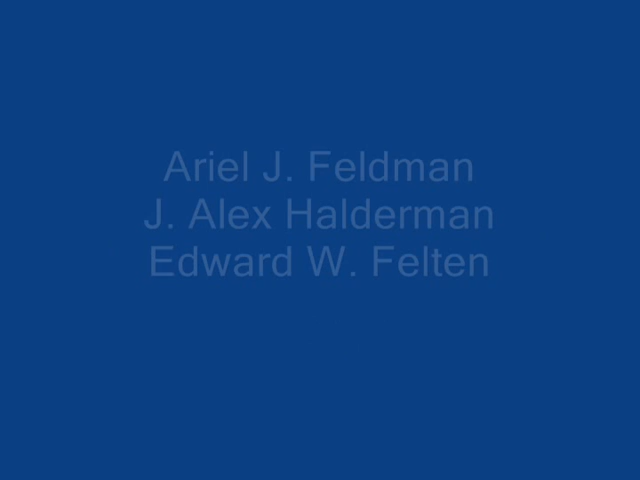 Ariel J. Feldman
J. Alex Halderman
Edward W. Felten